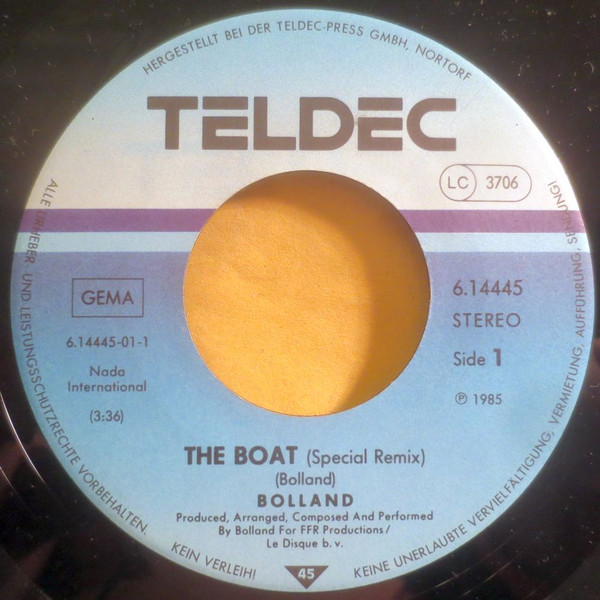 HERGESTELLT BEI DER TELDEC-PRESS GMBH, NORTORF
TELDEC
LC 3706
GEMA
6.14445-01-1
Nada
International
(3:36)
6.14445
STEREO
Side 1
℗ 1985
THE BOAT (Special Remix)
(Bolland)
BOLLAND
Produced, Arranged, Composed And Performed
By Bolland For FFR Productions/
Le Disque b. v.
45
ALLE URHEBER UND LEISTUNGSSCHUTZRECHTE VORBEHALTEN. KEIN VERLEIH! KEINE UNERLAUBTE VERVIELFÄLTIGUNG, VERMIETUNG, AUFFÜHRUNG, SENDUNG!